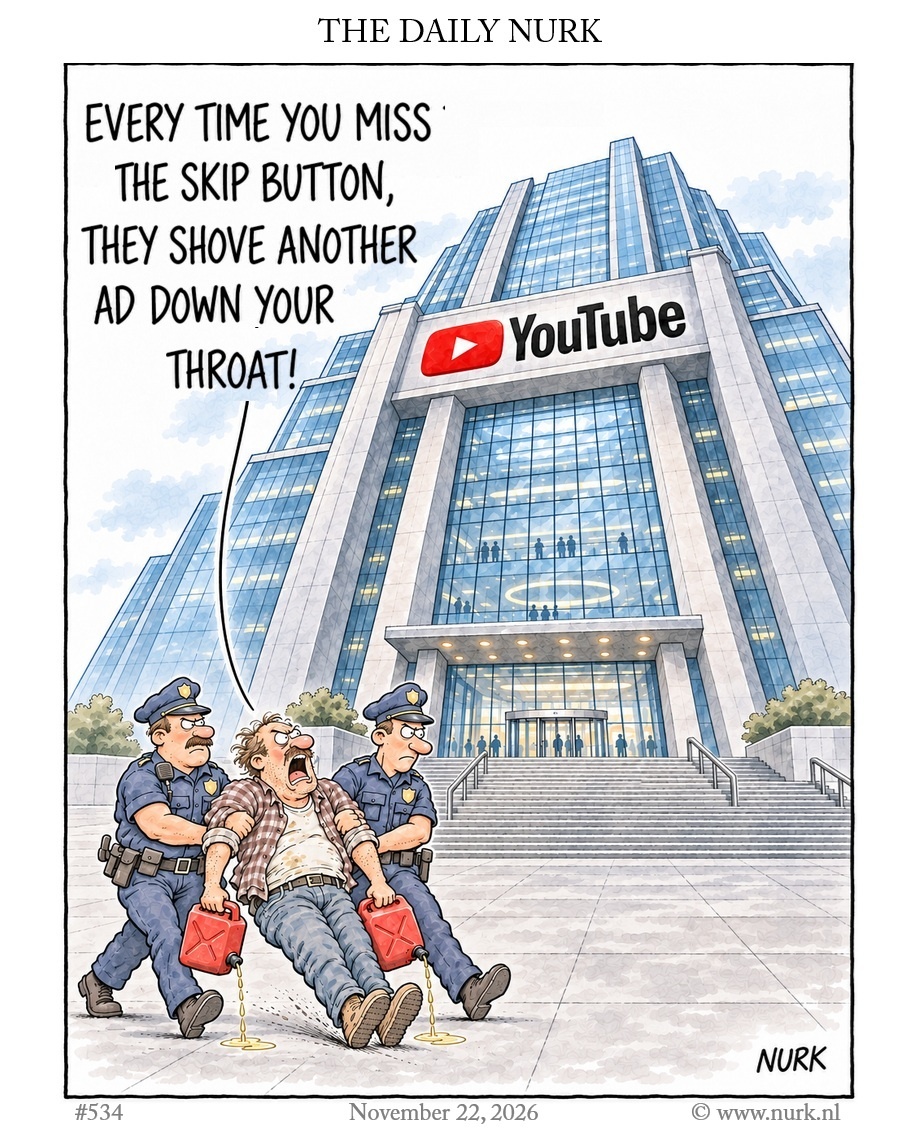 THE DAILY NURK
EVERY TIME YOU MISS
THE SKIP BUTTON,
THEY SHOVE ANOTHER
AD DOWN YOUR
THROAT!
YouTube
NURK
#534
November 22, 2026
© www.nurk.nl